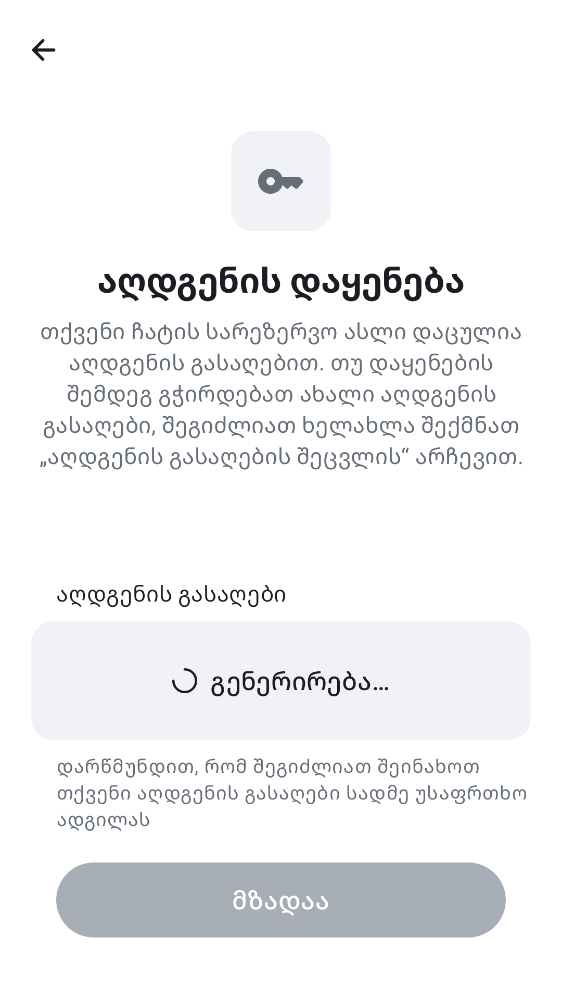 აღდგენის დაყენება
თქვენი ჩატის სარეზერვო ასლი დაცულია
აღდგენის გასაღებით. თუ დაყენების
შემდეგ გჭირდებათ ახალი აღდგენის
გასაღები, შეგიძლიათ ხელახლა შექმნათ
„აღდგენის გასაღების შეცვლის“ არჩევით.
აღდგენის გასაღები
გენერირება...
დარწმუნდით, რომ შეგიძლიათ შეინახოთ
თქვენი აღდგენის გასაღები სადმე უსაფრთხო
ადგილას
მზადაა